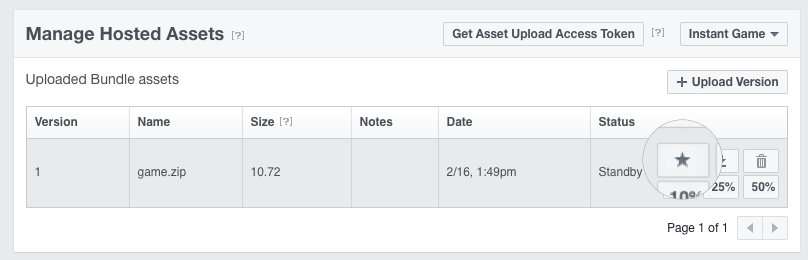 Manage Hosted Assets [?] Get Asset Upload Access Token [?] Instant Game
Uploaded Bundle assets + Upload Version
Version Name Size [?] Notes Date Status
1 game.zip 10.72 2/16, 1:49pm Standby
10% 25% 50%
Page 1 of 1